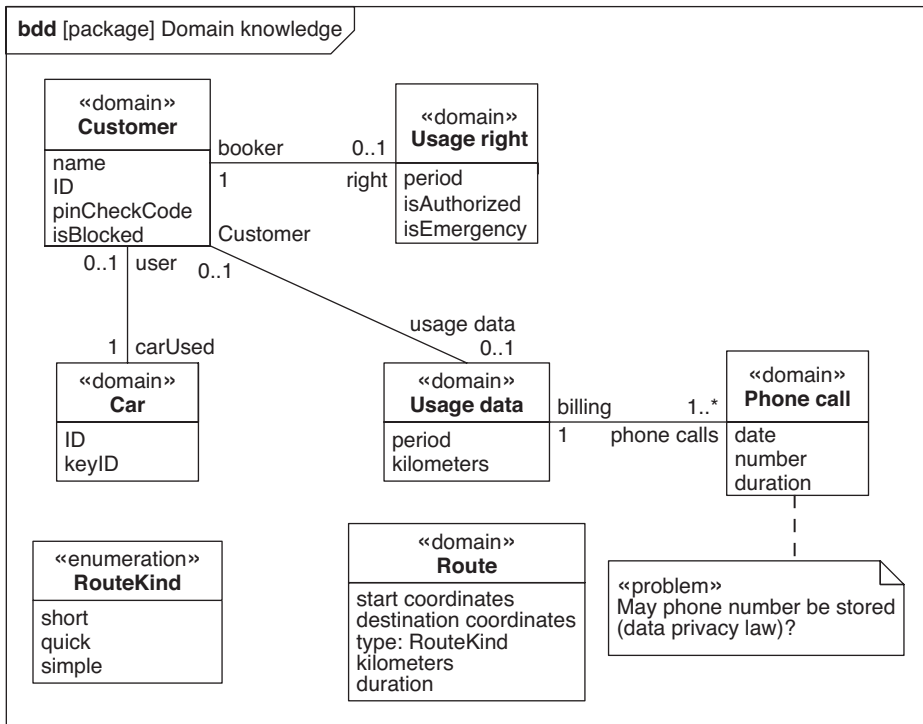 bdd [package] Domain knowledge
«domain»
Customer
name
ID
pinCheckCode
isBlocked
booker
1
0..1
right
«domain»
Usage right
period
isAuthorized
isEmergency
Customer
0..1
0..1 user
1 carUsed
usage data
0..1
«domain»
Car
ID
keyID
«domain»
Usage data
period
kilometers
billing
1
1..*
phone calls
«domain»
Phone call
date
number
duration
«enumeration»
RouteKind
short
quick
simple
«domain»
Route
start coordinates
destination coordinates
type: RouteKind
kilometers
duration
«problem»
May phone number be stored
(data privacy law)?